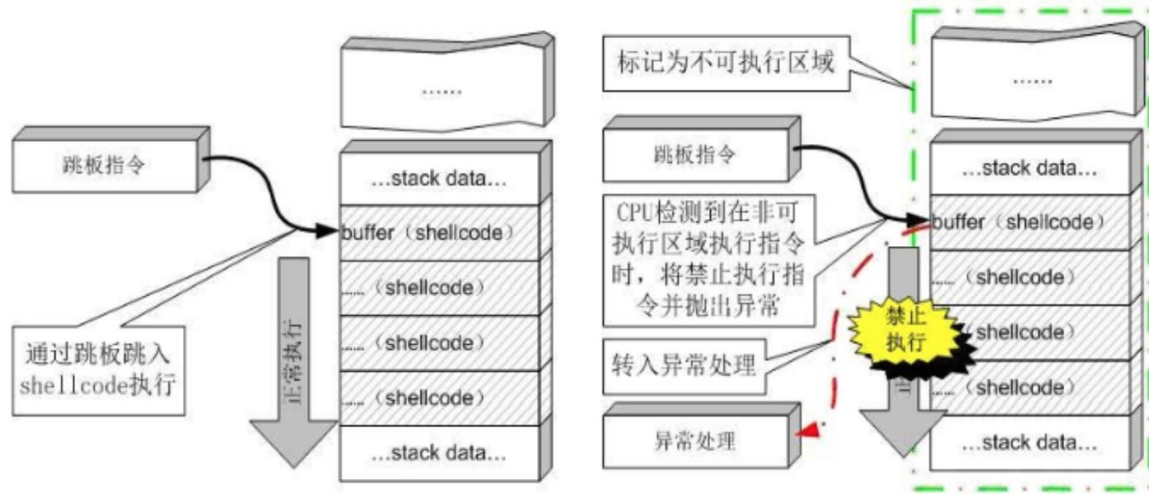 ......
跳板指令
...stack data...
buffer（shellcode）
......（shellcode）
......（shellcode）
......（shellcode）
...stack data...
正常执行
通过跳板跳入
shellcode执行
标记为不可执行区域
......
跳板指令
...stack data...
CPU检测到在非可
执行区域执行指令
时，将禁止执行指
令并抛出异常
buffer（shellcode）
......（shellcode）
......（shellcode）
......（shellcode）
...stack data...
禁止
执行
正
转入异常处理
异常处理